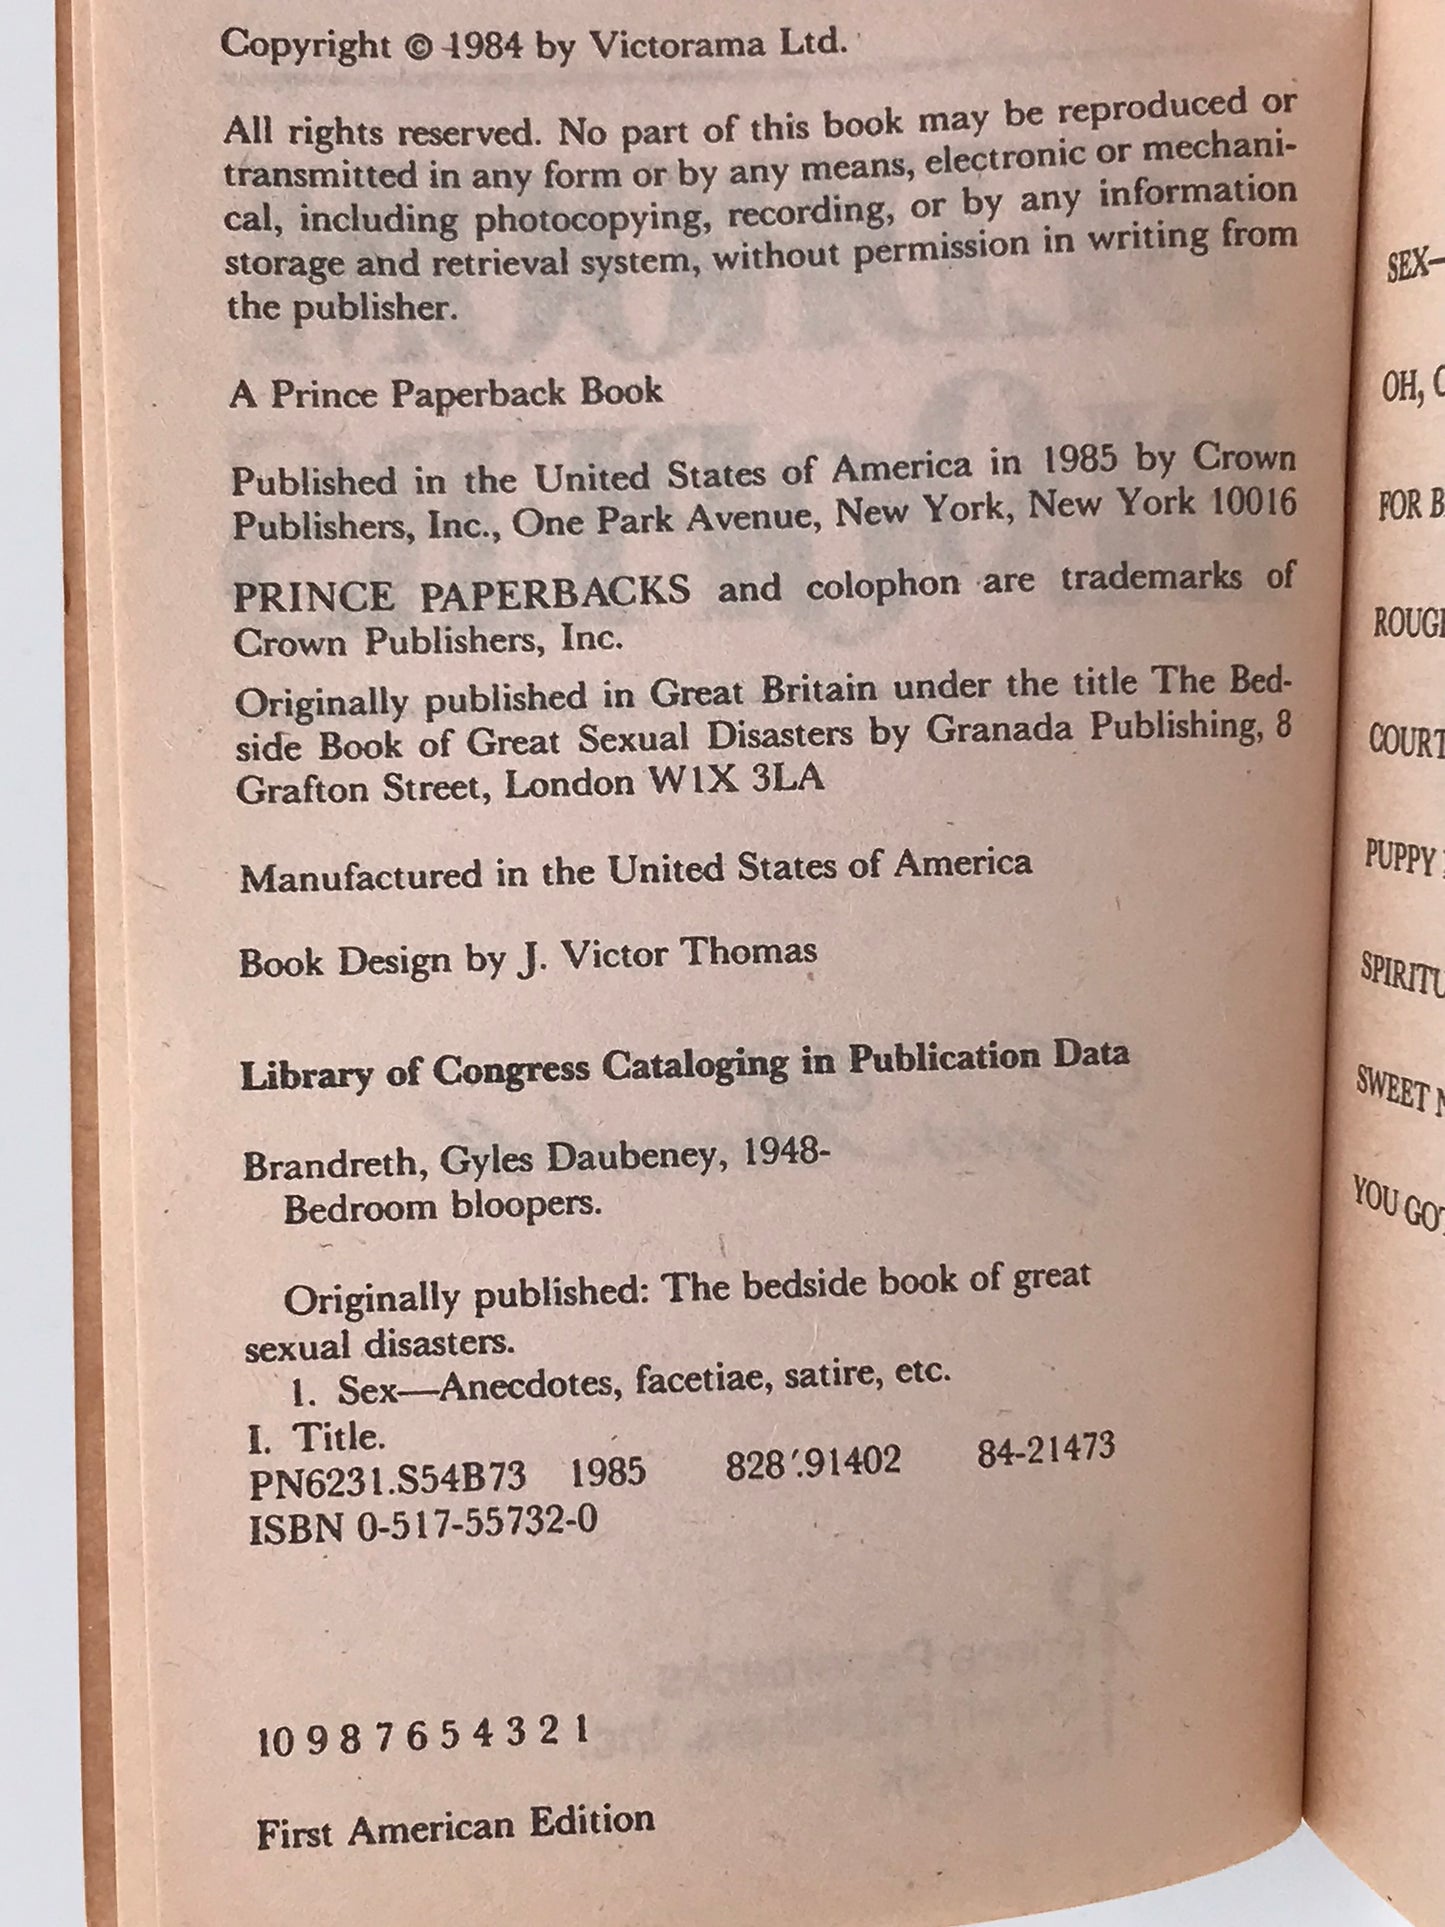 Copyright © 1984 by Victorama Ltd.
All rights reserved. No part of this book may be reproduced or
transmitted in any form or by any means, electronic or mechani-
cal, including photocopying, recording, or by any information
storage and retrieval system, without permission in writing from
the publisher.
A Prince Paperback Book
Published in the United States of America in 1985 by Crown
Publishers, Inc., One Park Avenue, New York, New York 10016
PRINCE PAPERBACKS and colophon are trademarks of
Crown Publishers, Inc.
Originally published in Great Britain under the title The Bed-
side Book of Great Sexual Disasters by Granada Publishing, 8
Grafton Street, London W1X 3LA
Manufactured in the United States of America
Book Design by J. Victor Thomas
Library of Congress Cataloging in Publication Data
Brandreth, Gyles Daubeney, 1948-
Bedroom bloopers.
Originally published: The bedside book of great
sexual disasters.
1. Sex—Anecdotes, facetiae, satire, etc.
I. Title.
PN6231.S54B73 1985 828'.91402 84-21473
ISBN 0-517-55732-0
10 9 8 7 6 5 4 3 2 1
First American Edition
SEX—
OH,
FOR
COURT
PUPPY
SWEET
YOU